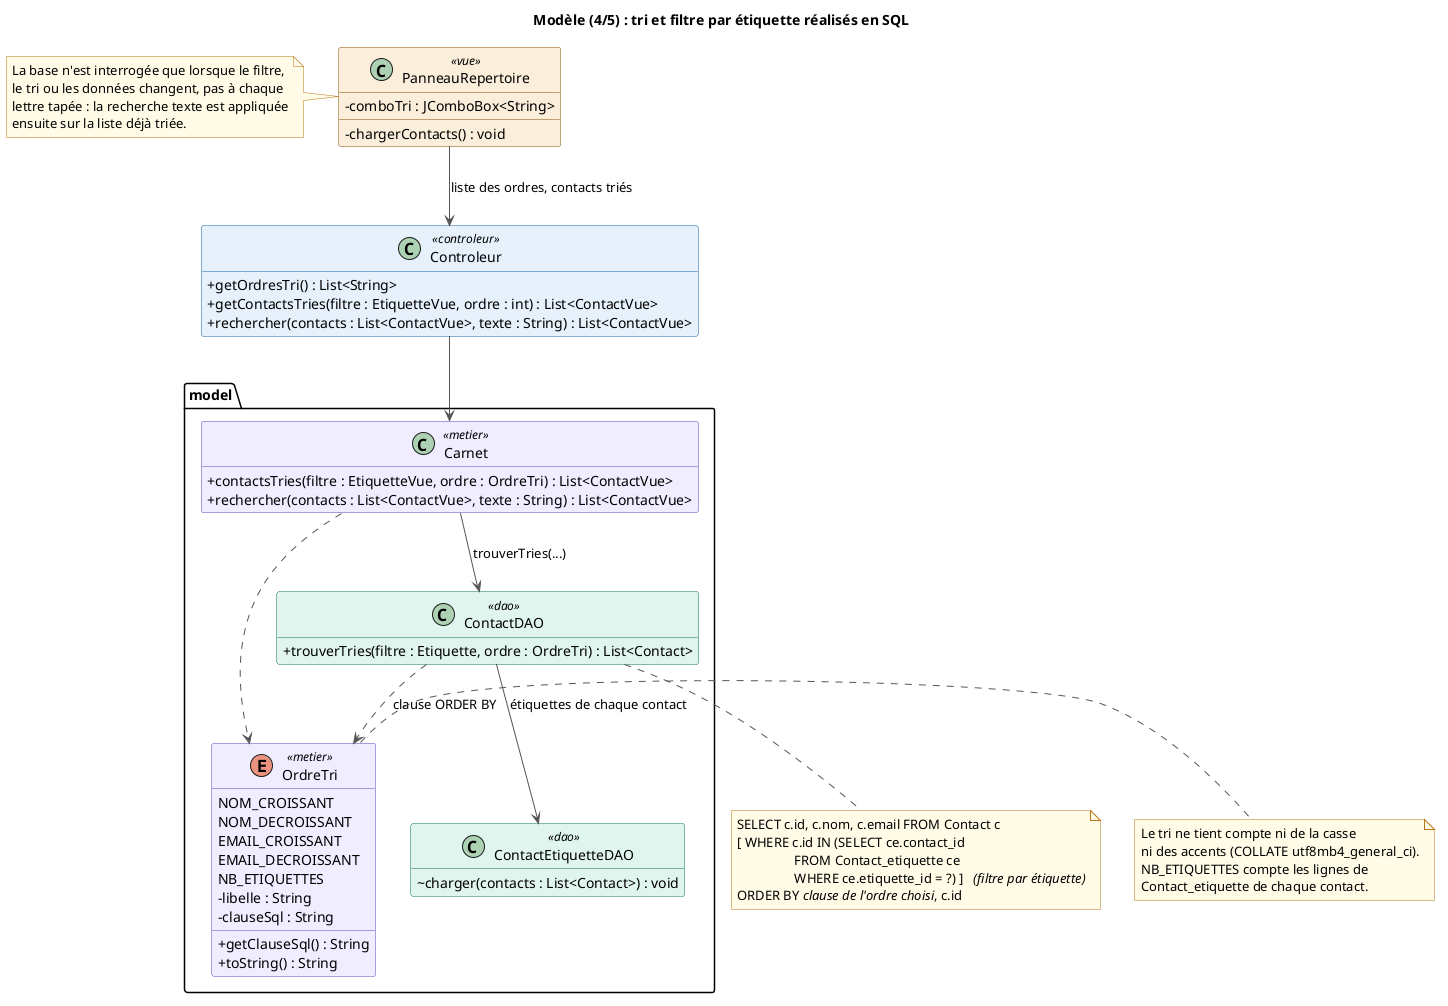 Modèle (4/5) : tri et filtre par étiquette réalisés en SQL
La base n'est interrogée que lorsque le filtre,
le tri ou les données changent, pas à chaque
lettre tapée : la recherche texte est appliquée
ensuite sur la liste déjà triée.
C
«vue»
PanneauRepertoire
-comboTri : JComboBox<String>
-chargerContacts() : void
liste des ordres, contacts triés
C
«controleur»
Controleur
+getOrdresTri() : List<String>
+getContactsTries(filtre : EtiquetteVue, ordre : int) : List<ContactVue>
+rechercher(contacts : List<ContactVue>, texte : String) : List<ContactVue>
model
C
«metier»
Carnet
+contactsTries(filtre : EtiquetteVue, ordre : OrdreTri) : List<ContactVue>
+rechercher(contacts : List<ContactVue>, texte : String) : List<ContactVue>
trouverTries(...)
C
«dao»
ContactDAO
+trouverTries(filtre : Etiquette, ordre : OrdreTri) : List<Contact>
clause ORDER BY
étiquettes de chaque contact
E
«metier»
OrdreTri
NOM_CROISSANT
NOM_DECROISSANT
EMAIL_CROISSANT
EMAIL_DECROISSANT
NB_ETIQUETTES
-libelle : String
-clauseSql : String
+getClauseSql() : String
+toString() : String
C
«dao»
ContactEtiquetteDAO
~charger(contacts : List<Contact>) : void
SELECT c.id, c.nom, c.email FROM Contact c
[ WHERE c.id IN (SELECT ce.contact_id
FROM Contact_etiquette ce
WHERE ce.etiquette_id = ?) ] (filtre par étiquette)
ORDER BY clause de l'ordre choisi, c.id
Le tri ne tient compte ni de la casse
ni des accents (COLLATE utf8mb4_general_ci).
NB_ETIQUETTES compte les lignes de
Contact_etiquette de chaque contact.